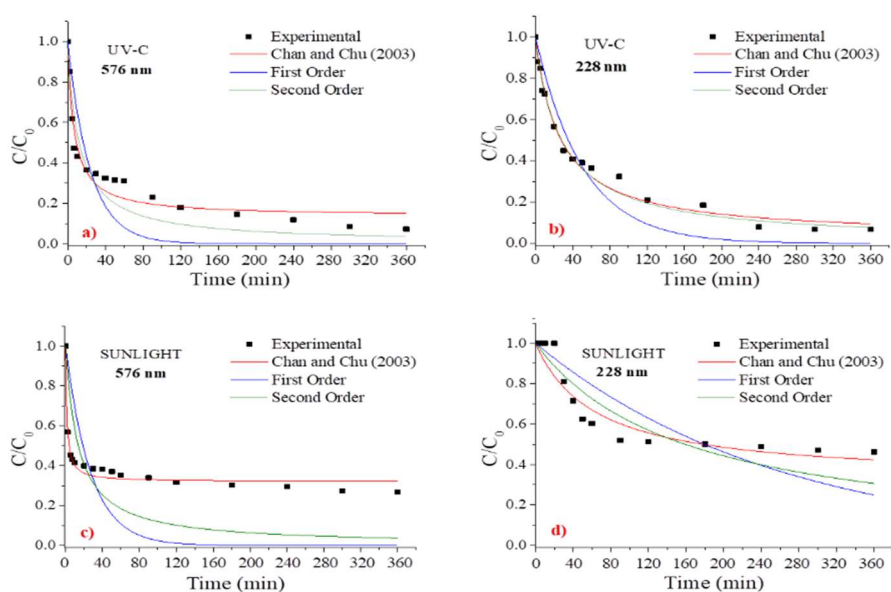 UV-C
576 nm
Experimental
Chan and Chu (2003)
First Order
Second Order
C/C0
1.0
0.8
0.6
0.4
0.2
0.0
a)
0 40 80 120 160 200 240 280 320 360
Time (min)
UV-C
228 nm
Experimental
Chan and Chu (2003)
First Order
Second Order
C/C0
1.0
0.8
0.6
0.4
0.2
0.0
b)
0 40 80 120 160 200 240 280 320 360
Time (min)
SUNLIGHT
576 nm
Experimental
Chan and Chu (2003)
First Order
Second Order
C/C0
1.0
0.8
0.6
0.4
0.2
0.0
c)
0 40 80 120 160 200 240 280 320 360
Time (min)
SUNLIGHT
228 nm
Experimental
Chan and Chu (2003)
First Order
Second Order
C/C0
1.0
0.8
0.6
0.4
0.2
0.0
d)
0 40 80 120 160 200 240 280 320 360
Time (min)